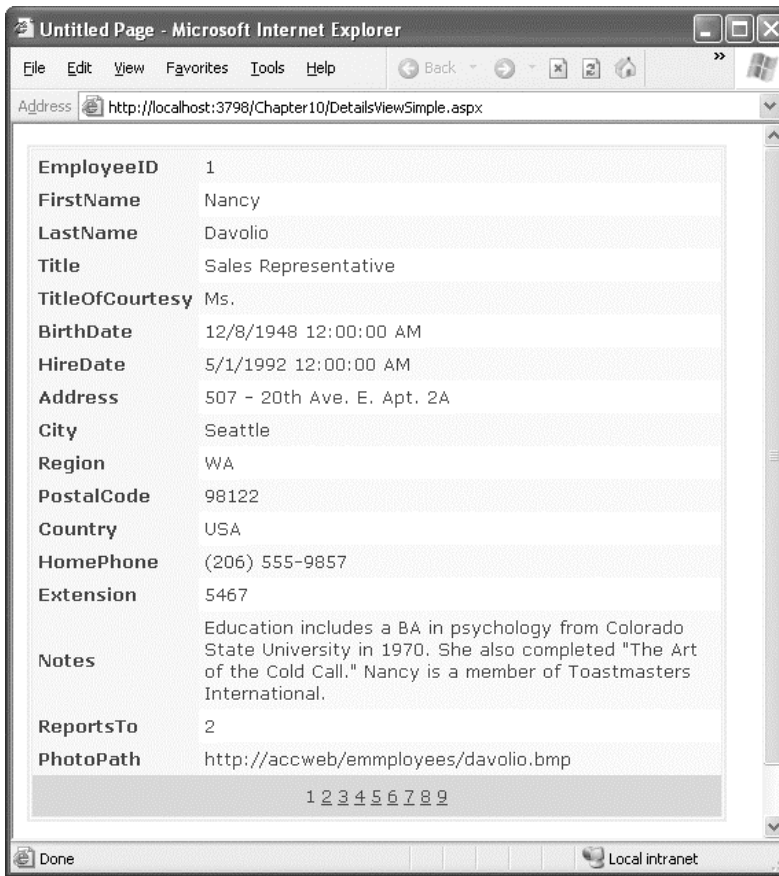 Untitled Page - Microsoft Internet Explorer
File Edit View Favorites Tools Help Back »
Address http://localhost:3798/Chapter10/DetailsViewSimple.aspx
EmployeeID 1
FirstName Nancy
LastName Davolio
Title Sales Representative
TitleOfCourtesy Ms.
BirthDate 12/8/1948 12:00:00 AM
HireDate 5/1/1992 12:00:00 AM
Address 507 - 20th Ave. E. Apt. 2A
City Seattle
Region WA
PostalCode 98122
Country USA
HomePhone (206) 555-9857
Extension 5467
Notes Education includes a BA in psychology from Colorado
State University in 1970. She also completed "The Art
of the Cold Call." Nancy is a member of Toastmasters
International.
ReportsTo 2
PhotoPath http://accweb/emmployees/davolio.bmp
1 2 3 4 5 6 7 8 9
Done Local intranet